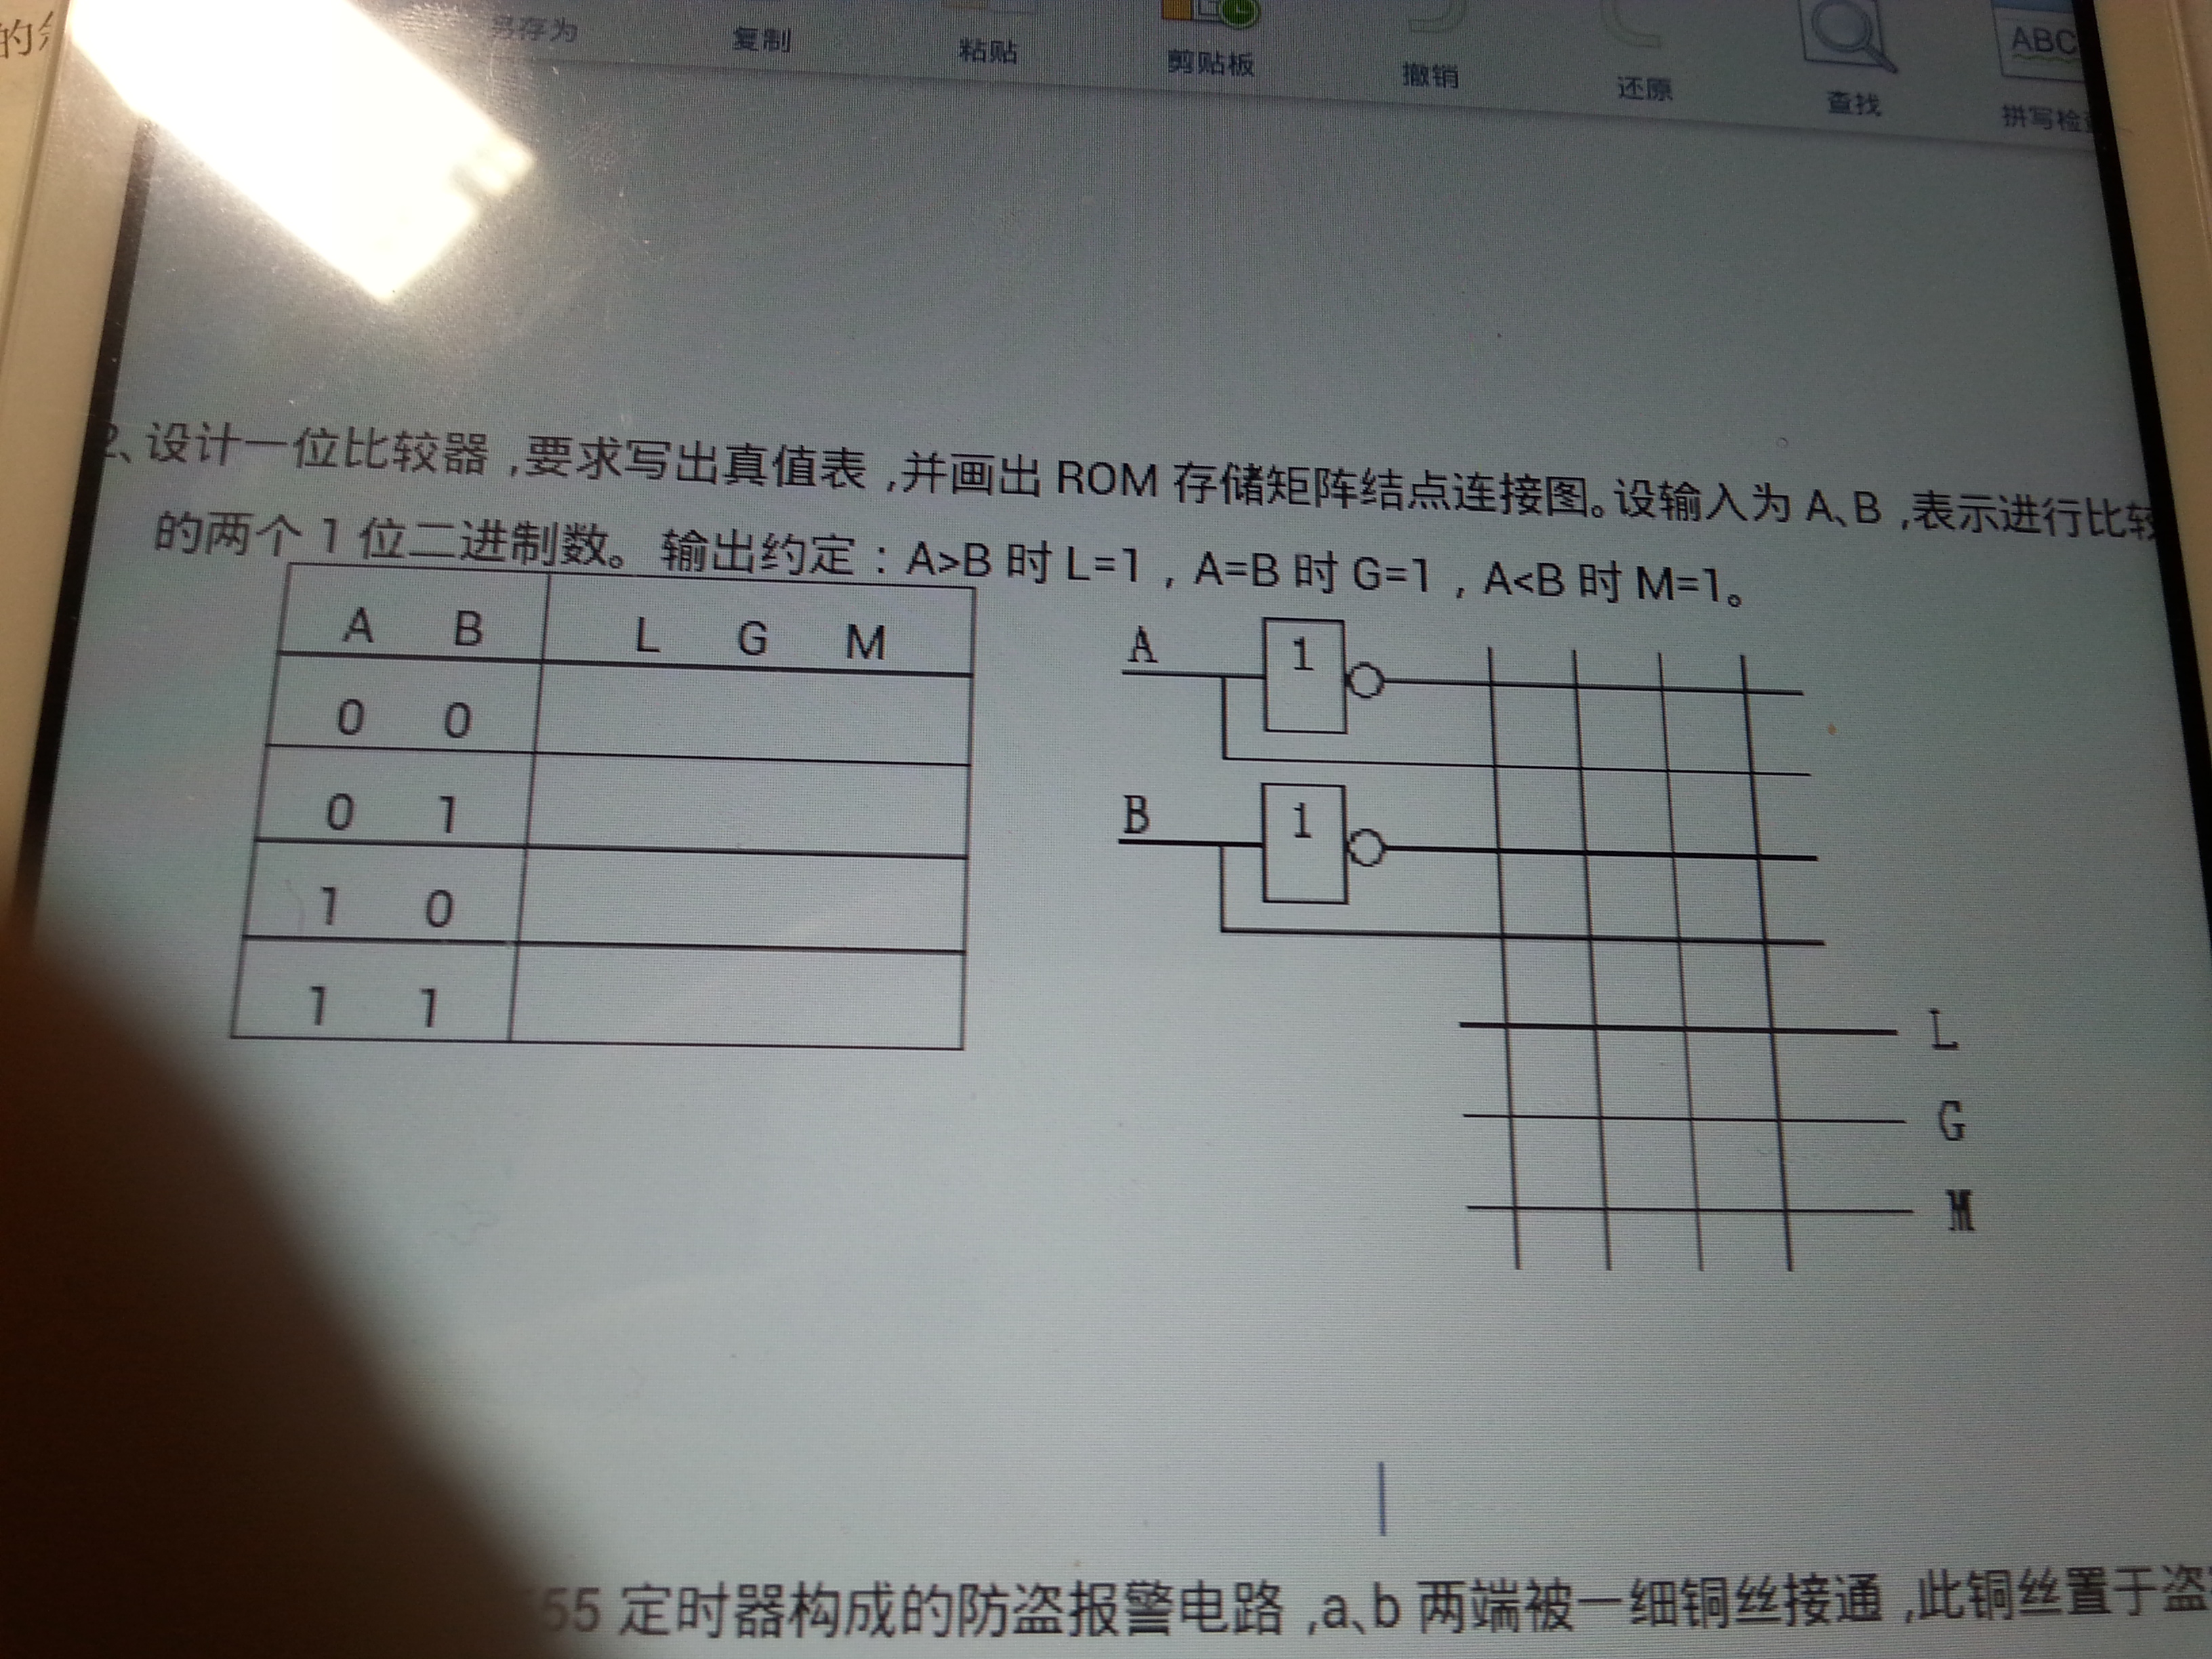 另存为 复制 粘贴 剪贴板 撤销 还原 查找 拼写检查
的
2、设计一位比较器,要求写出真值表,并画出 ROM 存储矩阵结点连接图。设输入为 A、B,表示进行比较
的两个 1 位二进制数。输出约定:A>B 时 L=1,A=B 时 G=1,A<B 时 M=1。
A B L G M
0 0
0 1
1 0
1 1
A 1
B 1
L
G
M
55 定时器构成的防盗报警电路,a、b 两端被一细铜丝接通,此铜丝置于盗